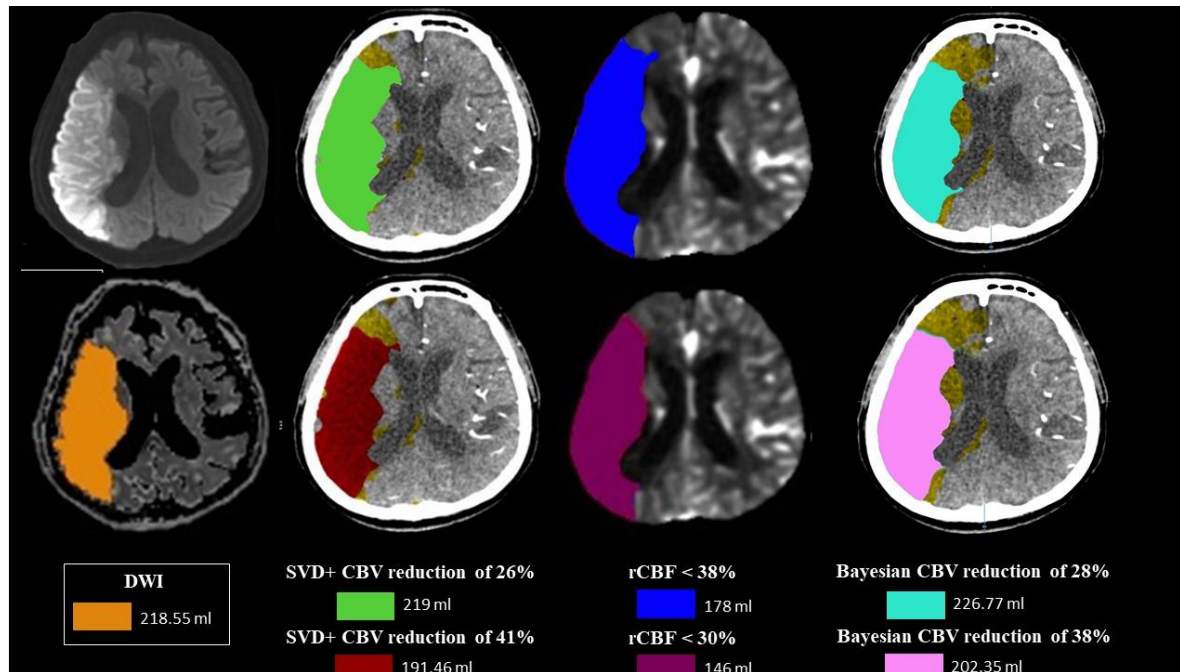 DWI
218.55 ml
SVD+ CBV reduction of 26%
219 ml
SVD+ CBV reduction of 41%
191.46 ml
rCBF < 38%
178 ml
rCBF < 30%
146 ml
Bayesian CBV reduction of 28%
226.77 ml
Bayesian CBV reduction of 38%
202.35 ml